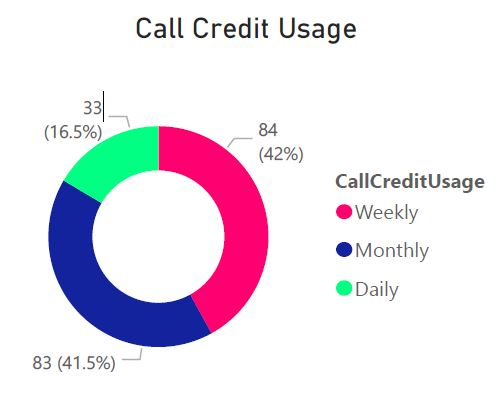 Call Credit Usage
33
(16.5%)
84
(42%)
83 (41.5%)
CallCreditUsage
Weekly
Monthly
Daily